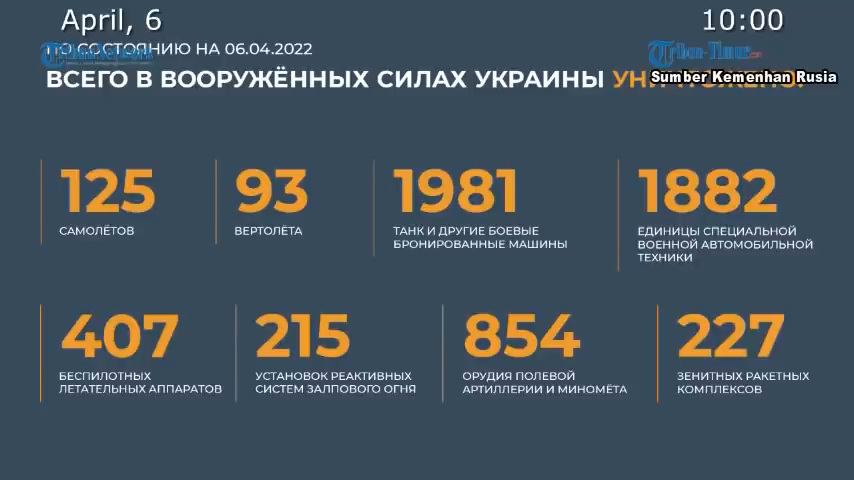 April, 6
10:00
ПО СОСТОЯНИЮ НА 06.04.2022
Sumber Kemenhan Rusia
ВСЕГО В ВООРУЖЁННЫХ СИЛАХ УКРАИНЫ
125
САМОЛЁТОВ
93
ВЕРТОЛЁТА
1981
ТАНК И ДРУГИЕ БОЕВЫЕ
БРОНИРОВАННЫЕ МАШИНЫ
1882
ЕДИНИЦЫ СПЕЦИАЛЬНОЙ
ВОЕННОЙ АВТОМОБИЛЬНОЙ
ТЕХНИКИ
407
БЕСПИЛОТНЫХ
ЛЕТАТЕЛЬНЫХ АППАРАТОВ
215
УСТАНОВОК РЕАКТИВНЫХ
СИСТЕМ ЗАЛПОВОГО ОГНЯ
854
ОРУДИЯ ПОЛЕВОЙ
АРТИЛЛЕРИИ И МИНОМЁТА
227
ЗЕНИТНЫХ РАКЕТНЫХ
КОМПЛЕКСОВ